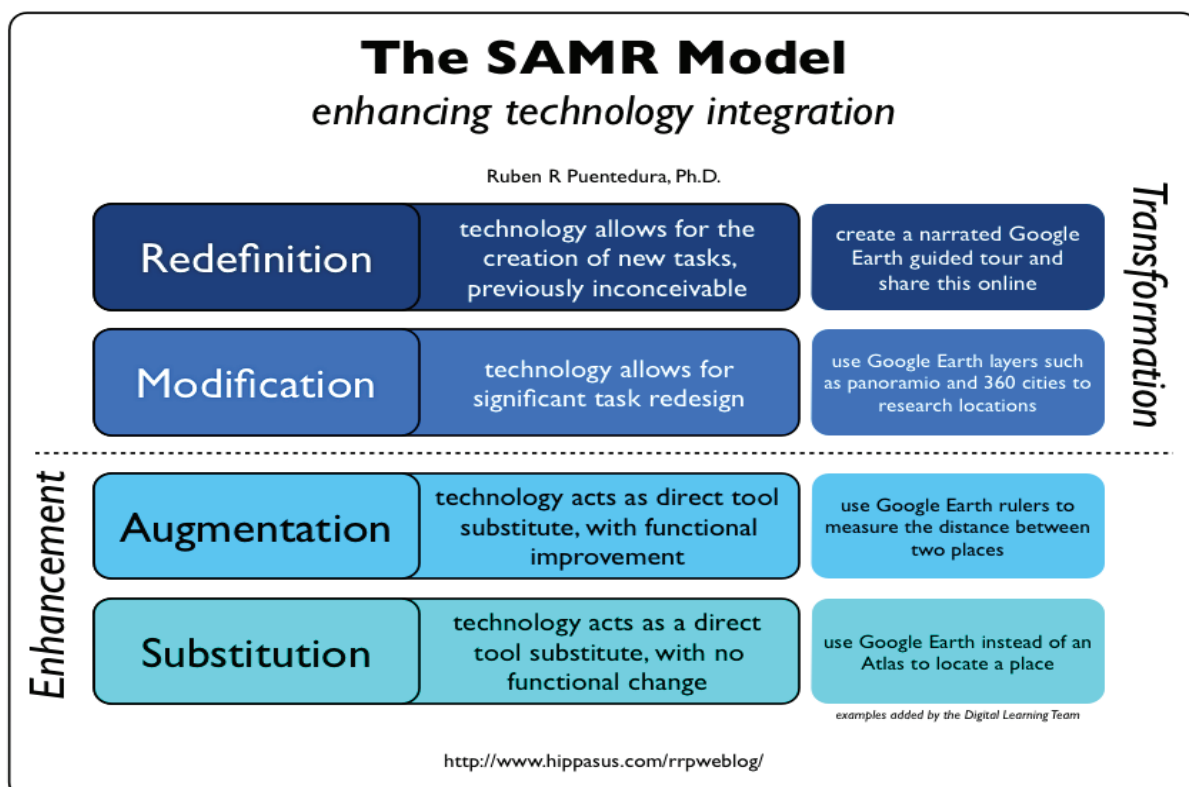 The SAMR Model
enhancing technology integration
Ruben R Puentedura, Ph.D.
Transformation
Redefinition
technology allows for the
creation of new tasks,
previously inconceivable
create a narrated Google
Earth guided tour and
share this online
Modification
technology allows for
significant task redesign
use Google Earth layers such
as panoramio and 360 cities to
research locations
Enhancement
Augmentation
technology acts as direct tool
substitute, with functional
improvement
use Google Earth rulers to
measure the distance between
two places
Substitution
technology acts as a direct
tool substitute, with no
functional change
use Google Earth instead of an
Atlas to locate a place
examples added by the Digital Learning Team
http://www.hippasus.com/rrpweblog/